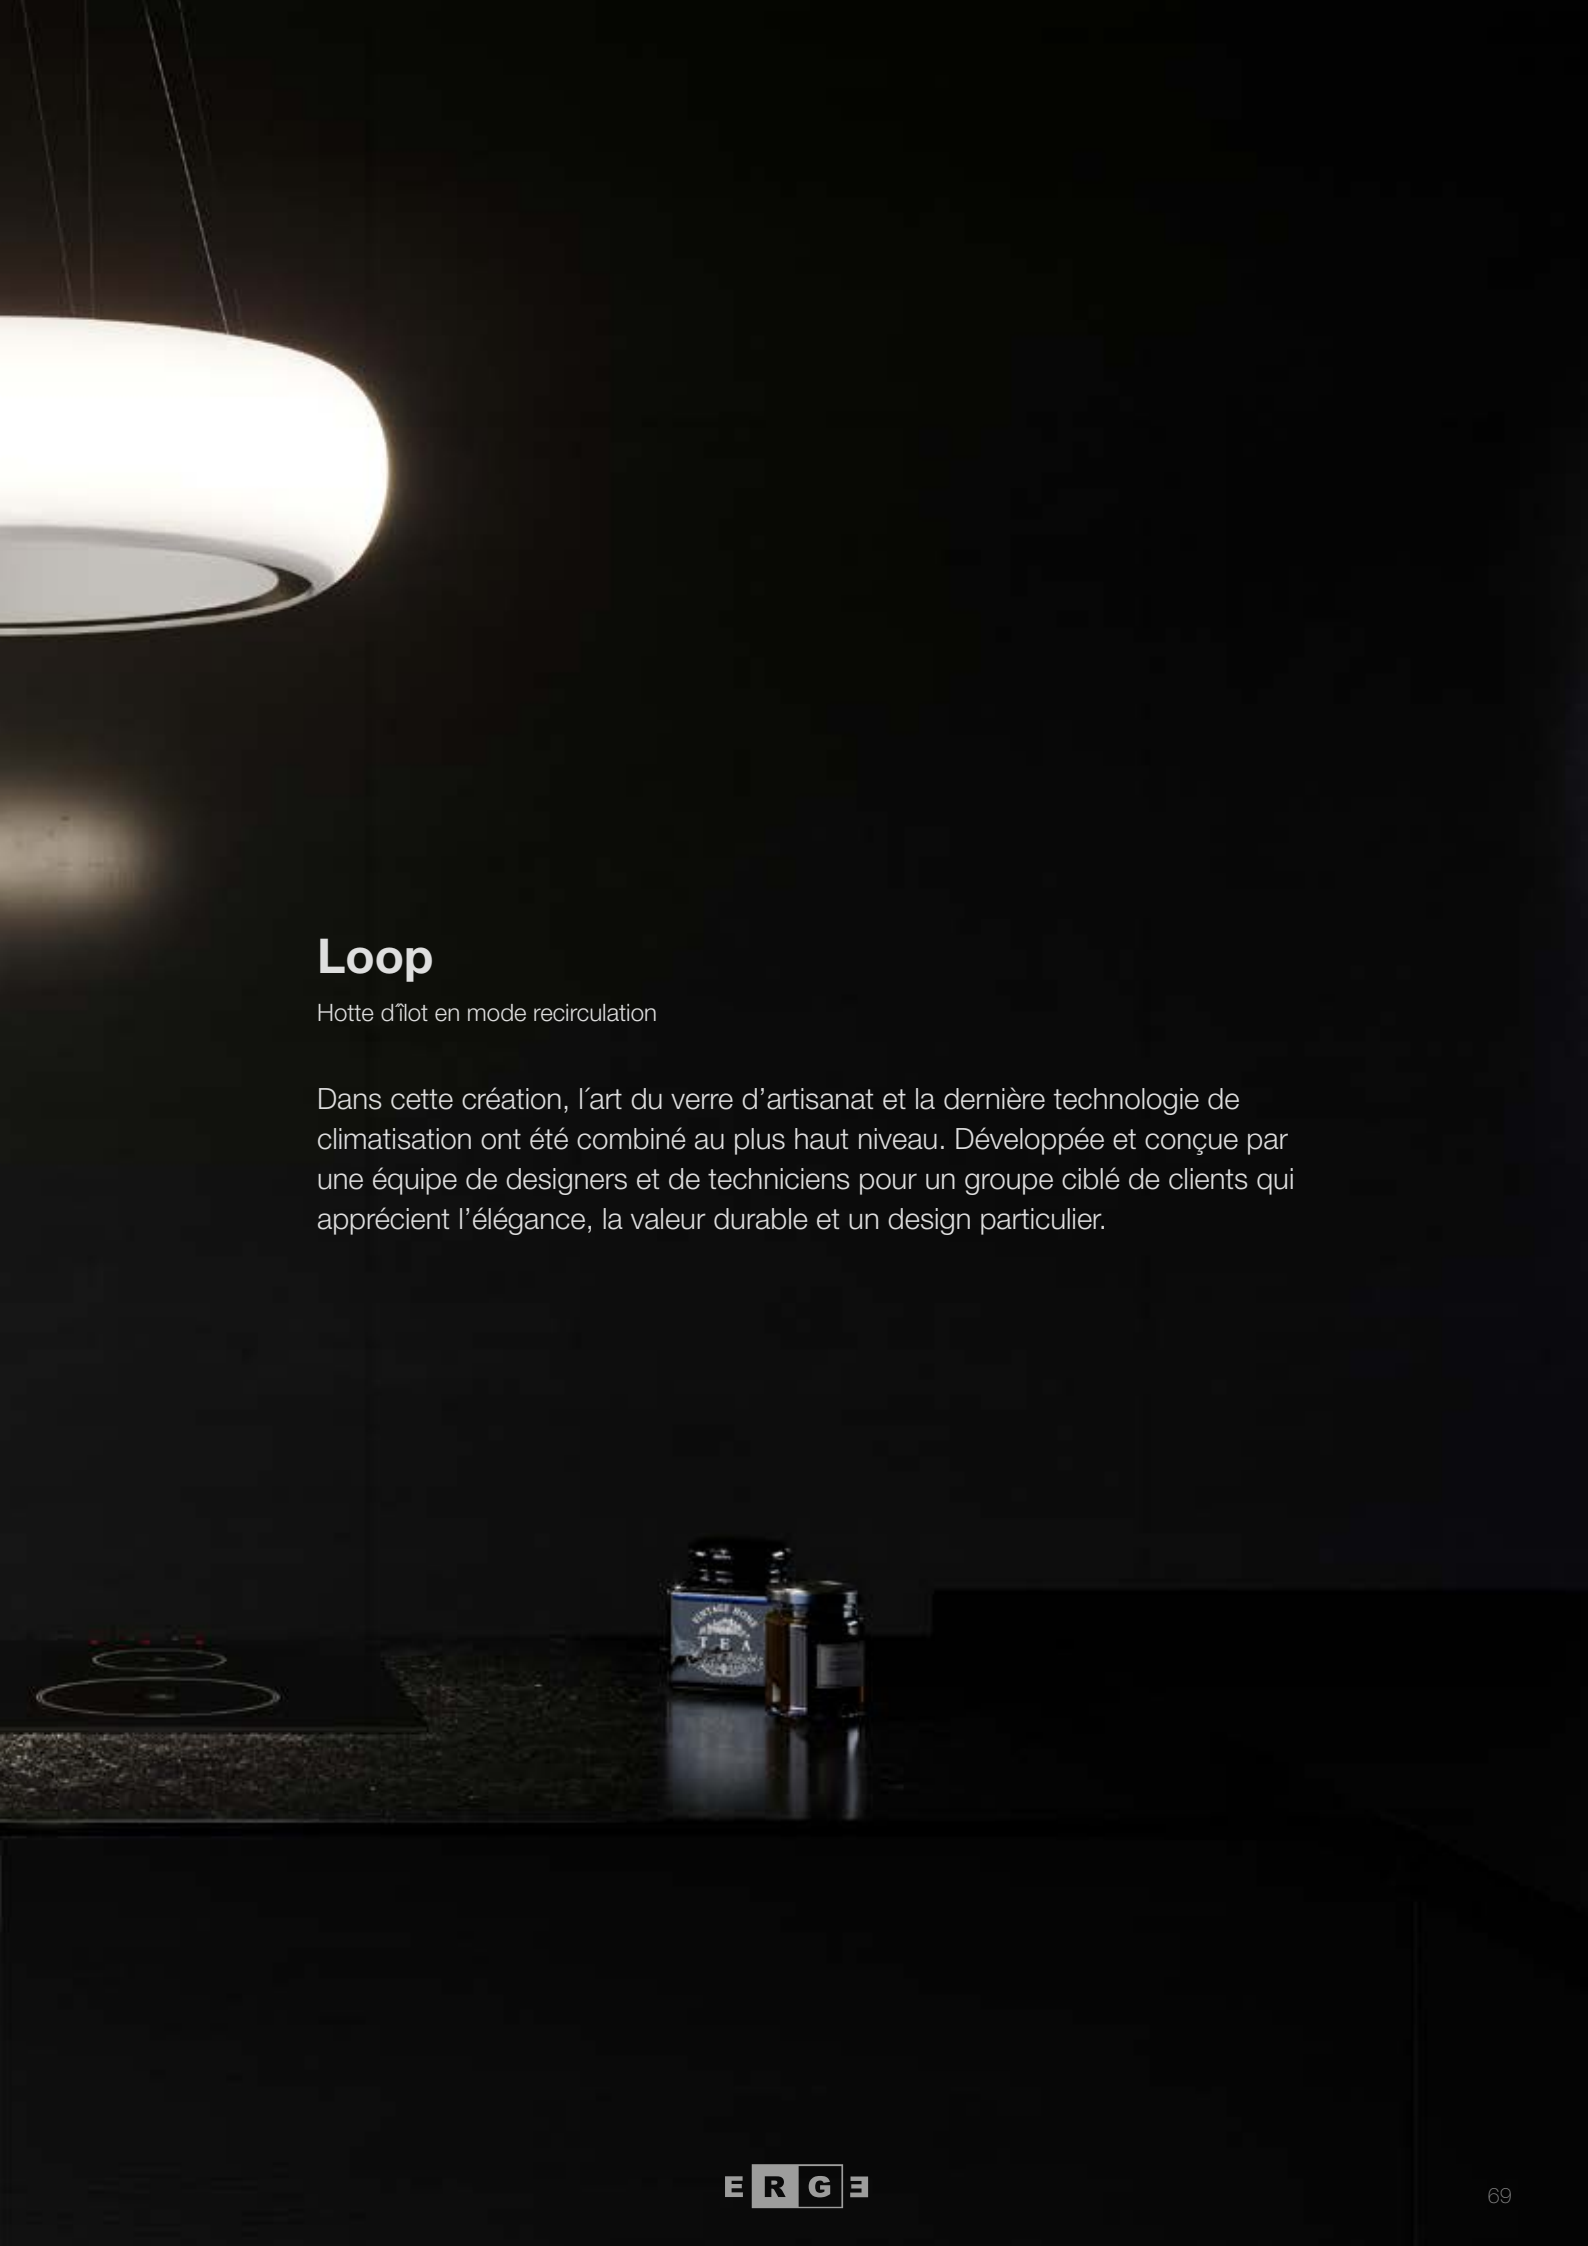 Loop
Hotte d´îlot en mode recirculation
Dans cette création, l´art du verre d’artisanat et la dernière technologie de
climatisation ont été combiné au plus haut niveau. Développée et conçue par
une équipe de designers et de techniciens pour un groupe ciblé de clients qui
apprécient l’élégance, la valeur durable et un design particulier.
VINTAGE HOME
TEA
ERGE
69